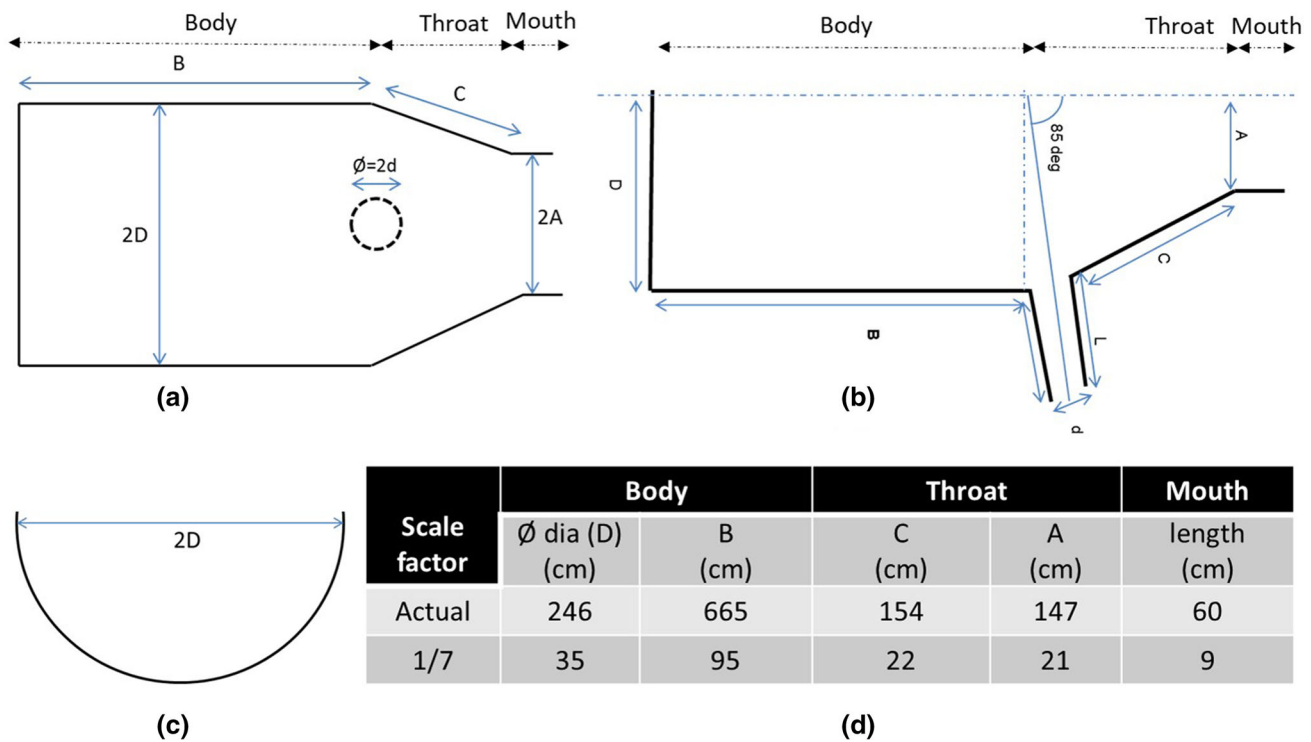 Body Throat Mouth
B
C
Ø=2d
2D
2A
(a)
Body Throat Mouth
D
85 deg
A
C
B
L
d
(b)
2D
(c)
Scale factor Body Throat Mouth
Ø dia (D) (cm) B (cm) C (cm) A (cm) length (cm)
Actual 246 665 154 147 60
1/7 35 95 22 21 9
(d)